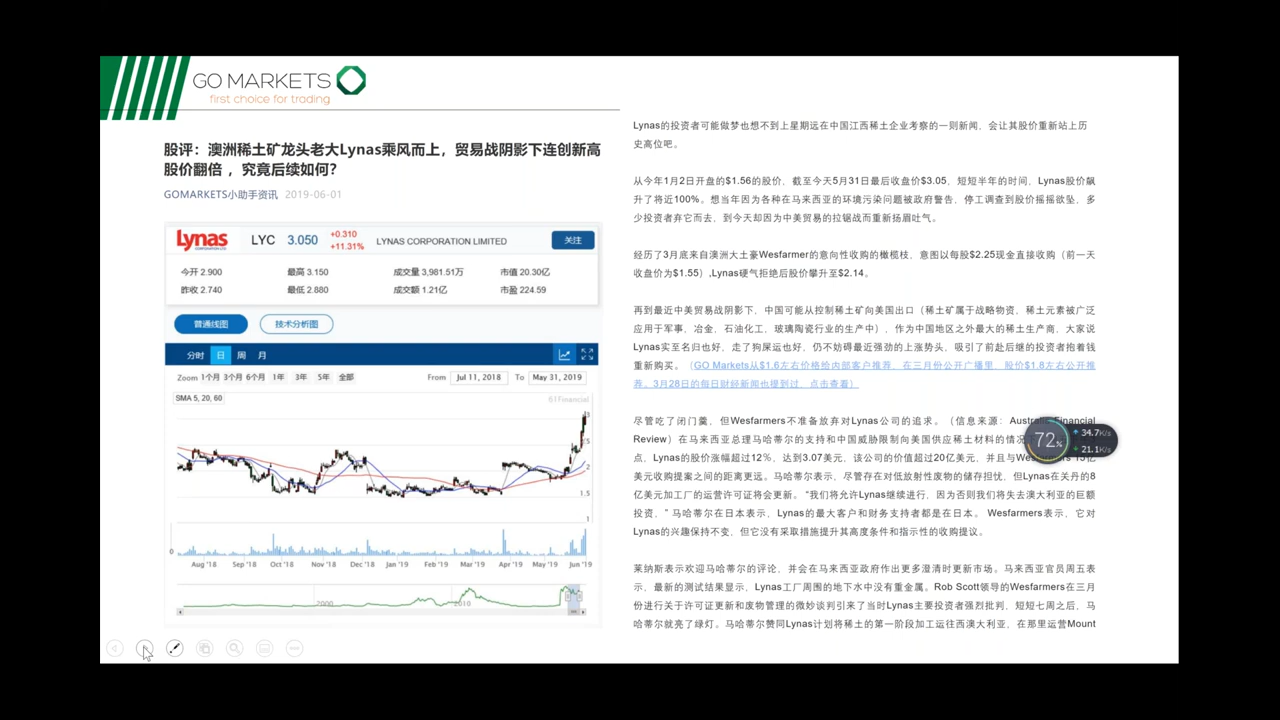 GO MARKETS
first choice for trading
股评：澳洲稀土矿龙头老大Lynas乘风而上，贸易战阴影下连创新高
股价翻倍 ，究竟后续如何?
GOMARKETS小助手资讯 2019-06-01
Lynas
CORPORATION LTD
LYC 3.050 +0.310 +11.31% LYNAS CORPORATION LIMITED 关注
今开 2.900 最高 3.150 成交量 3,981.51万 市值 20.30亿
昨收 2.740 最低 2.880 成交额 1.21亿 市盈 224.59
普通线图 技术分析图
分时 日 周 月
Zoom 1个月 3个月 6个月 1年 3年 5年 全部 From Jul 11, 2018 To May 31, 2019
SMA 5, 20, 60
61Financial
3
2.5
2
1.5
1
0
Aug '18 Sep '18 Oct '18 Nov '18 Dec '18 Jan '19 Feb '19 Mar '19 Apr '19 May '19 Jun '19
2000 2010
Lynas的投资者可能做梦也想不到上星期远在中国江西稀土企业考察的一则新闻，会让其股价重新站上历
史高位吧。
从今年1月2日开盘的$1.56的股价，截至今天5月31日最后收盘价$3.05，短短半年的时间，Lynas股价飙
升了将近100%。想当年因为各种在马来西亚的环境污染问题被政府警告，停工调查到股价摇摇欲坠，多
少投资者弃它而去，到今天却因为中美贸易的拉锯战而重新扬眉吐气。
经历了3月底来自澳洲大土豪Wesfarmer的意向性收购的橄榄枝，意图以每股$2.25现金直接收购（前一天
收盘价为$1.55）,Lynas硬气拒绝后股价攀升至$2.14。
再到最近中美贸易战阴影下，中国可能从控制稀土矿向美国出口（稀土矿属于战略物资，稀土元素被广泛
应用于军事，冶金，石油化工，玻璃陶瓷行业的生产中），作为中国地区之外最大的稀土生产商，大家说
Lynas实至名归也好，走了狗屎运也好，仍不妨碍最近强劲的上涨势头，吸引了前赴后继的投资者抱着钱
重新购买。（GO Markets从$1.6左右价格给内部客户推荐，在三月份公开广播里，股价$1.8左右公开推
荐。3月28日的每日财经新闻也提到过，点击查看）
尽管吃了闭门羹，但Wesfarmers不准备放弃对Lynas公司的追求。（信息来源：Australia Financial
Review）在马来西亚总理马哈蒂尔的支持和中国威胁限制向美国供应稀土材料的情况
点，Lynas的股价涨幅超过12%，达到3.07美元，该公司的价值超过20亿美元，并且与Wesfarmers 15亿
美元收购提案之间的距离更远。马哈蒂尔表示，尽管存在对低放射性废物的储存担忧，但Lynas在关丹的8
亿美元加工厂的运营许可证将会更新。 “我们将允许Lynas继续进行，因为否则我们将失去澳大利亚的巨额
投资，” 马哈蒂尔在日本表示，Lynas的最大客户和财务支持者都是在日本。 Wesfarmers表示，它对
Lynas的兴趣保持不变，但它没有采取措施提升其高度条件和指示性的收购提议。
莱纳斯表示欢迎马哈蒂尔的评论，并会在马来西亚政府作出更多澄清时更新市场。马来西亚官员周五表
示，最新的测试结果显示，Lynas工厂周围的地下水中没有重金属。Rob Scott领导的Wesfarmers在三月
份进行关于许可证更新和废物管理的微妙谈判引来了当时Lynas主要投资者强烈批判，短短七周之后，马
哈蒂尔就亮了绿灯。马哈蒂尔赞同Lynas计划将稀土的第一阶段加工运往西澳大利亚，在那里运营Mount
72%
34.7K/s
21.1K/s